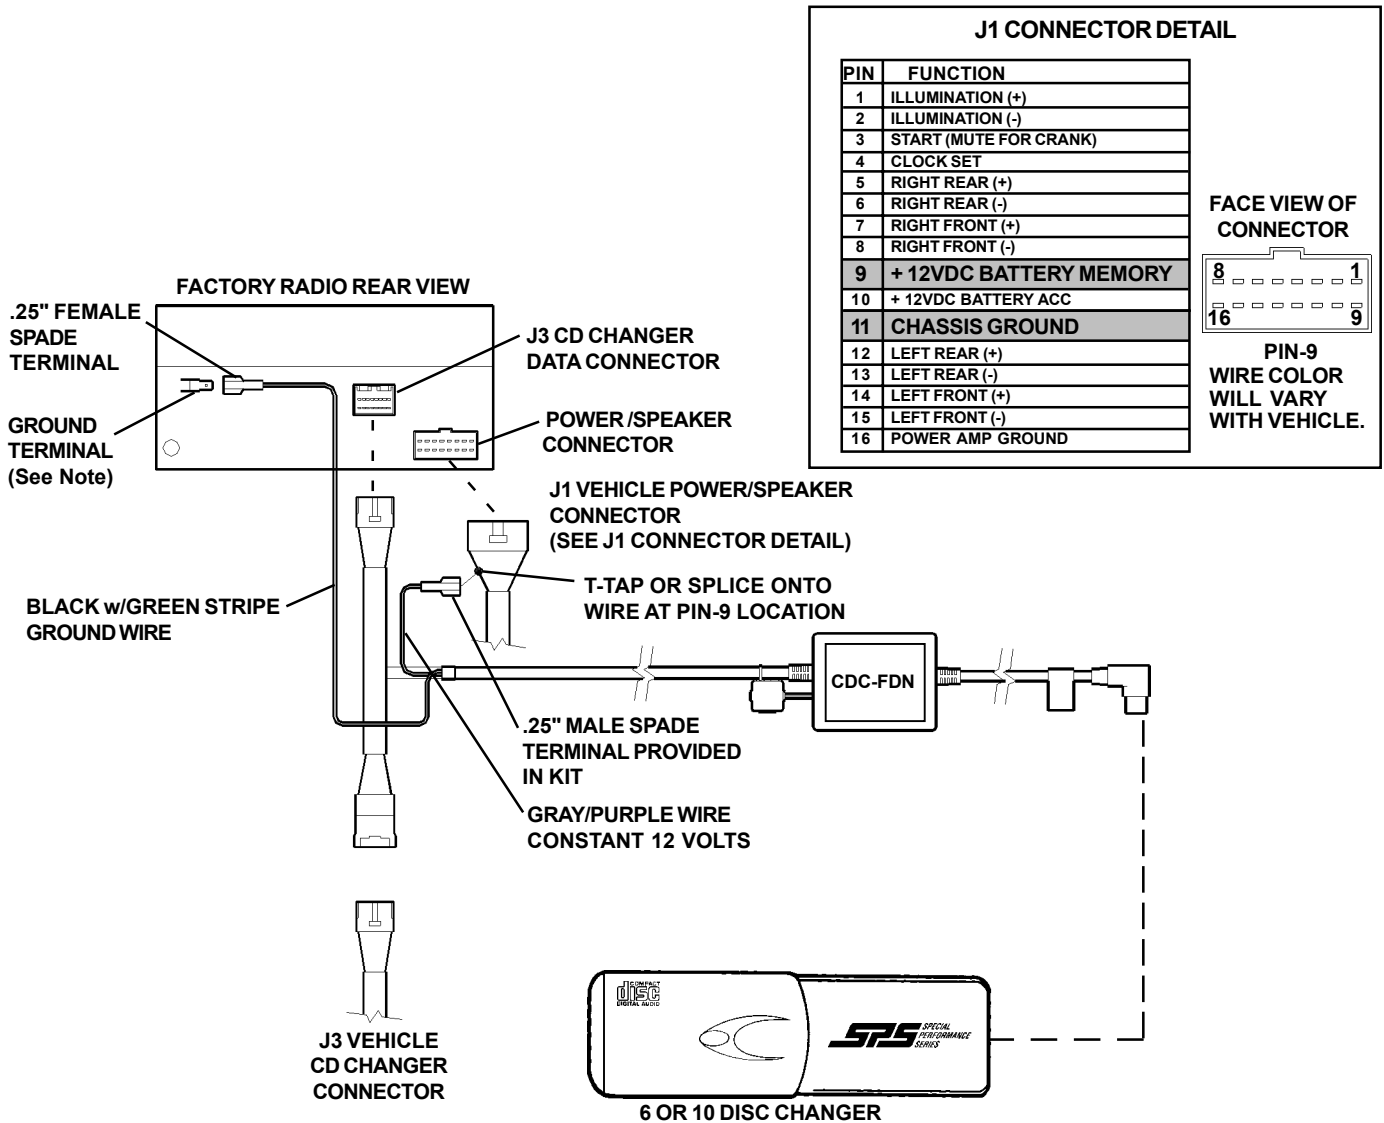 J1 CONNECTOR DETAIL
PIN FUNCTION
1 ILLUMINATION (+)
2 ILLUMINATION (-)
3 START (MUTE FOR CRANK)
4 CLOCK SET
5 RIGHT REAR (+)
6 RIGHT REAR (-)
7 RIGHT FRONT (+)
8 RIGHT FRONT (-)
9 + 12VDC BATTERY MEMORY
10 + 12VDC BATTERY ACC
11 CHASSIS GROUND
12 LEFT REAR (+)
13 LEFT REAR (-)
14 LEFT FRONT (+)
15 LEFT FRONT (-)
16 POWER AMP GROUND
FACE VIEW OF
CONNECTOR
8 1
16 9
PIN-9
WIRE COLOR
WILL VARY
WITH VEHICLE.
FACTORY RADIO REAR VIEW
.25" FEMALE
SPADE
TERMINAL
GROUND
TERMINAL
(See Note)
J3 CD CHANGER
DATA CONNECTOR
POWER /SPEAKER
CONNECTOR
J1 VEHICLE POWER/SPEAKER
CONNECTOR
(SEE J1 CONNECTOR DETAIL)
T-TAP OR SPLICE ONTO
WIRE AT PIN-9 LOCATION
BLACK w/GREEN STRIPE
GROUND WIRE
CDC-FDN
.25" MALE SPADE
TERMINAL PROVIDED
IN KIT
GRAY/PURPLE WIRE
CONSTANT 12 VOLTS
J3 VEHICLE
CD CHANGER
CONNECTOR
COMPACT
disc
DIGITAL AUDIO
SPS
SPECIAL
PERFORMANCE
SERIES
6 OR 10 DISC CHANGER